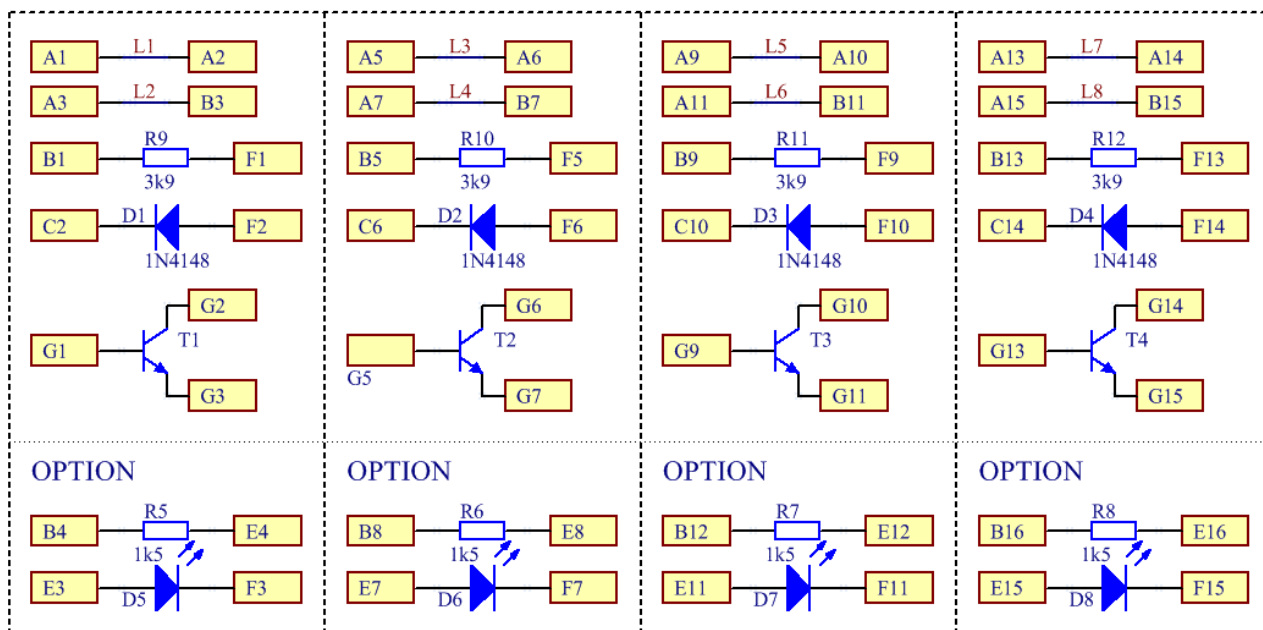 L1 L3 L5 L7
A1 A2 A5 A6 A9 A10 A13 A14
L2 L4 L6 L8
A3 B3 A7 B7 A11 B11 A15 B15
R9 R10 R11 R12
B1 F1 B5 F5 B9 F9 B13 F13
3k9 3k9 3k9 3k9
D1 D2 D3 D4
C2 F2 C6 F6 C10 F10 C14 F14
1N4148 1N4148 1N4148 1N4148
G2 G6 G10 G14
T1 T2 T3 T4
G1 G9 G13
G5
G3 G7 G11 G15
OPTION OPTION OPTION OPTION
R5 R6 R7 R8
B4 E4 B8 E8 B12 E12 B16 E16
1k5 1k5 1k5 1k5
E3 F3 E7 F7 E11 F11 E15 F15
D5 D6 D7 D8